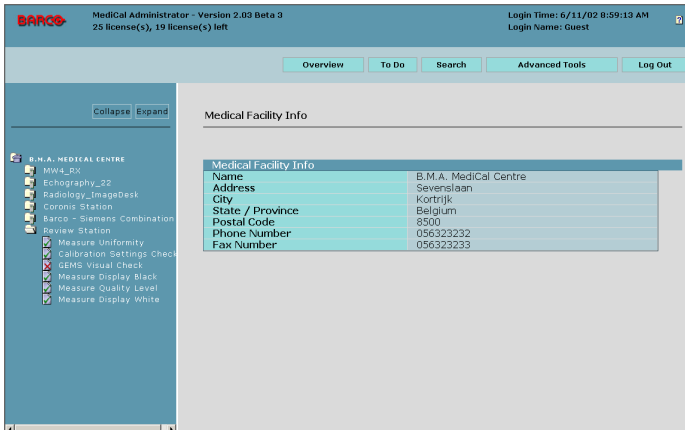 BARCO
MediCal Administrator - Version 2.03 Beta 3
25 license(s), 19 license(s) left
Login Time: 6/11/02 8:59:13 AM
Login Name: Guest
?
Overview To Do Search Advanced Tools Log Out
Collapse Expand
B.M.A. MEDICAL CENTRE
MW4_RX
Echography_22
Radiology_ImageDesk
Coronis Station
Barco - Siemens Combination
Review Station
Measure Uniformity
Calibration Settings Check
GEMS Visual Check
Measure Display Black
Measure Quality Level
Measure Display White
Medical Facility Info
Medical Facility Info
Name B.M.A. MediCal Centre
Address Sevenslaan
City Kortrijk
State / Province Belgium
Postal Code 8500
Phone Number 056323232
Fax Number 056323233